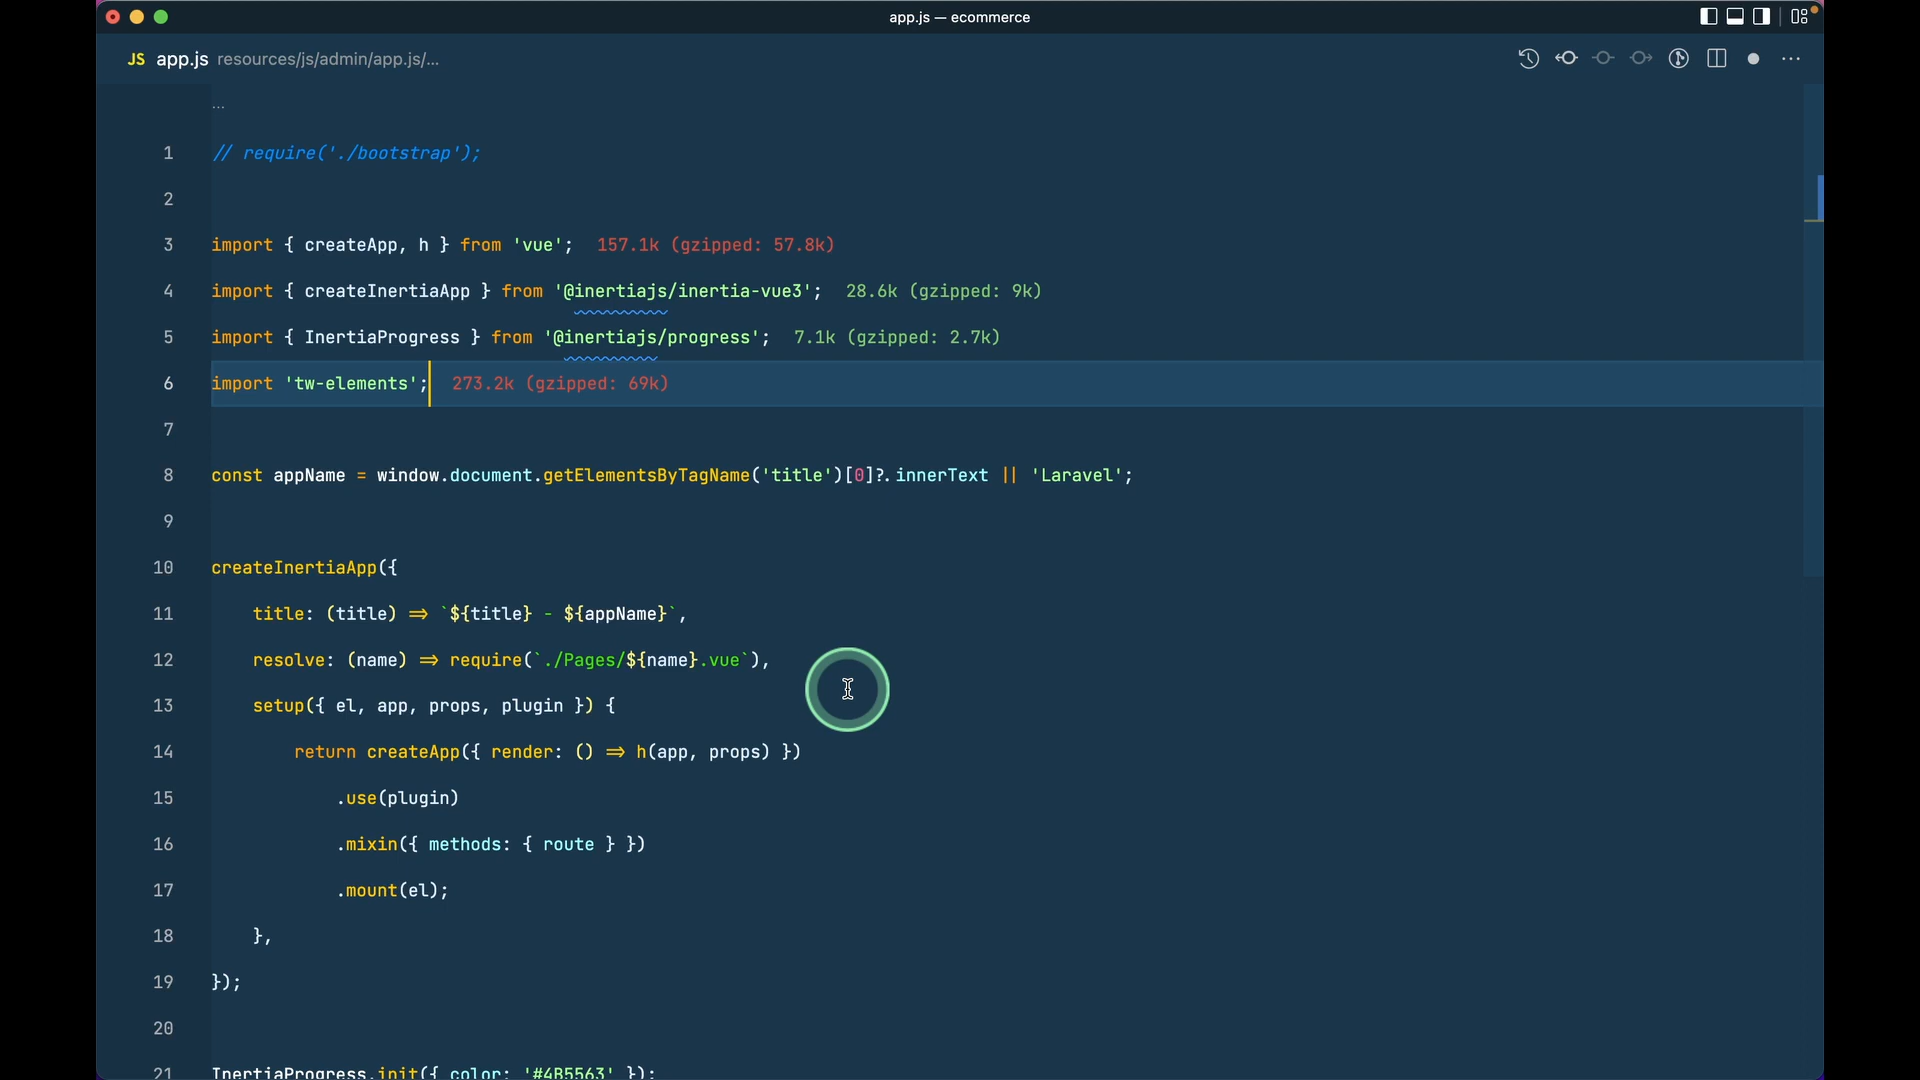 app.js — ecommerce
JS app.js resources/js/admin/app.js/...
...
1 // require('./bootstrap');
2
3 import { createApp, h } from 'vue'; 157.1k (gzipped: 57.8k)
4 import { createInertiaApp } from '@inertiajs/inertia-vue3'; 28.6k (gzipped: 9k)
5 import { InertiaProgress } from '@inertiajs/progress'; 7.1k (gzipped: 2.7k)
6 import 'tw-elements'; 273.2k (gzipped: 69k)
7
8 const appName = window.document.getElementsByTagName('title')[0]?.innerText || 'Laravel';
9
10 createInertiaApp({
11 title: (title) => `${title} - ${appName}`,
12 resolve: (name) => require(`./Pages/${name}.vue`),
13 setup({ el, app, props, plugin }) {
14 return createApp({ render: () => h(app, props) })
15 .use(plugin)
16 .mixin({ methods: { route } })
17 .mount(el);
18 },
19 });
20
21 InertiaProgress.init({ color: '#4B5563' });